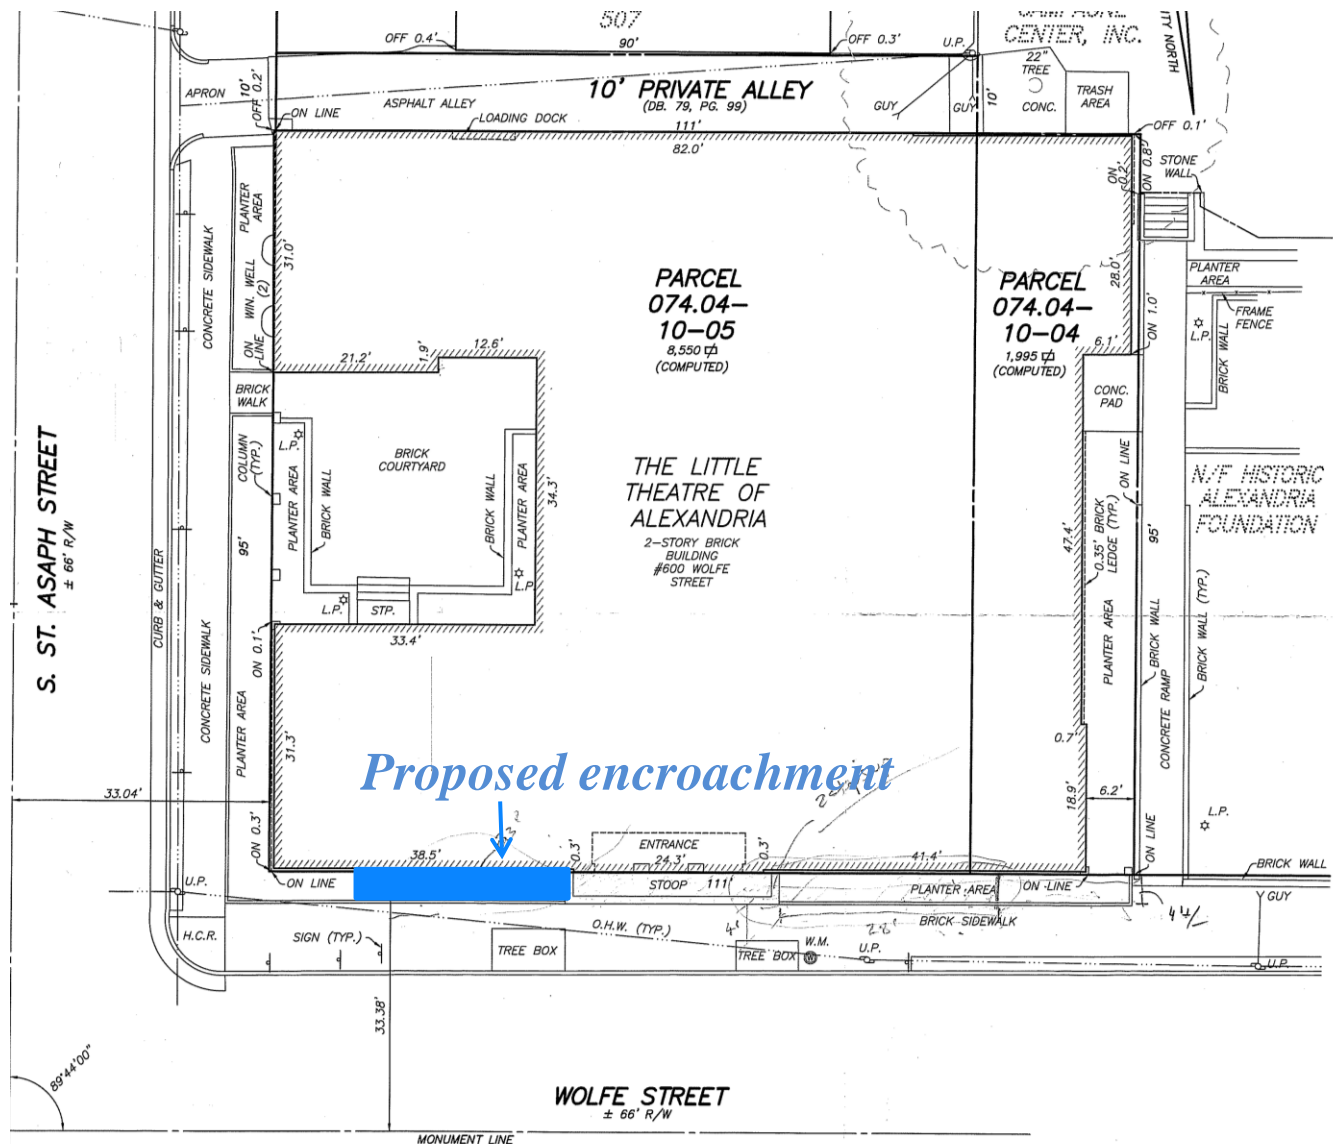 507
90'
OFF 0.4'
OFF 0.3'
U.P.
CENTER, INC.
22"
TREE
CONC.
TRASH
AREA
APRON
10'
OFF 0.2'
ON LINE
ASPHALT ALLEY
10' PRIVATE ALLEY
(DB. 79, PG. 99)
GUY
GUY
10'
LOADING DOCK
111'
82.0'
OFF 0.1'
ON 0.2'
ON 0.8'
STONE
WALL
PLANTER
AREA
CONCRETE SIDEWALK
31.0'
WIN. WELL
(2)
ON
LINE
PARCEL
074.04-
10-05
8,550
(COMPUTED)
PARCEL
074.04-
10-04
1,995
(COMPUTED)
28.0'
PLANTER
AREA
FRAME
FENCE
ON 1.0'
L.P.
BRICK WALL
21.2'
1.9'
12.6'
6.1'
BRICK
WALK
CONC.
PAD
COLUMN
(TYP.)
L.P.
BRICK
COURTYARD
PLANTER AREA
BRICK WALL
BRICK WALL
PLANTER AREA
34.3'
THE LITTLE
THEATRE OF
ALEXANDRIA
2-STORY BRICK
BUILDING
#600 WOLFE
STREET
ON LINE
N/F HISTORIC
ALEXANDRIA
FOUNDATION
S. ST. ASAPH STREET
± 66' R/W
CURB & GUTTER
95'
47.4'
0.35' BRICK
LEDGE (TYP.)
95'
L.P.
L.P.
STP.
33.4'
ON 0.1'
PLANTER AREA
BRICK WALL
BRICK WALL (TYP.)
CONCRETE RAMP
CONCRETE SIDEWALK
PLANTER AREA
31.3'
0.7'
Proposed encroachment
33.04'
18.9'
6.2'
L.P.
ON 0.3'
38.5'
0.3'
ENTRANCE
24.3'
0.3'
41.4'
ON LINE
BRICK WALL
U.P.
ON LINE
STOOP
111'
PLANTER AREA
ON LINE
GUY
H.C.R.
SIGN (TYP.)
O.H.W. (TYP.)
4'
22'
BRICK SIDEWALK
TREE BOX
TREE BOX
W.M.
U.P.
U.P.
33.38'
89°44'00"
WOLFE STREET
± 66' R/W
MONUMENT LINE